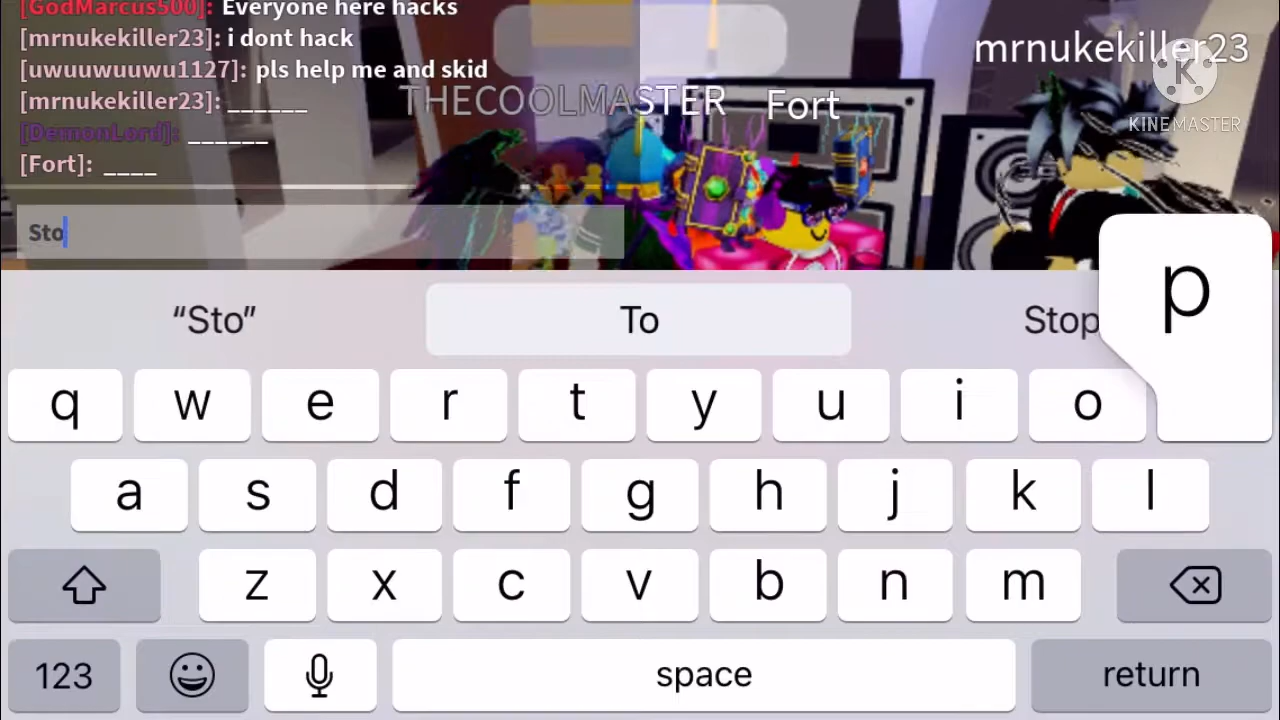 [GodMarcus500]: Everyone here hacks
[mrnukekiller23]: i dont hack
[uwuuwuuwu1127]: pls help me and skid
[mrnukekiller23]: ______
[DemonLord]: ______
[Fort]: ____
mrnukekiller23
THECOOLMASTER
Fort
K
KINEMASTER
Sto
“Sto” To Stop
p
q w e r t y u i o
a s d f g h j k l
z x c v b n m
123 space return